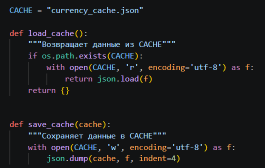 CACHE = "currency_cache.json"

def load_cache():
    """Возвращает данные из CACHE"""
    if os.path.exists(CACHE):
        with open(CACHE, 'r', encoding='utf-8') as f:
            return json.load(f)
    return {}


def save_cache(cache):
    """Сохраняет данные в CACHE"""
    with open(CACHE, 'w', encoding='utf-8') as f:
        json.dump(cache, f, indent=4)